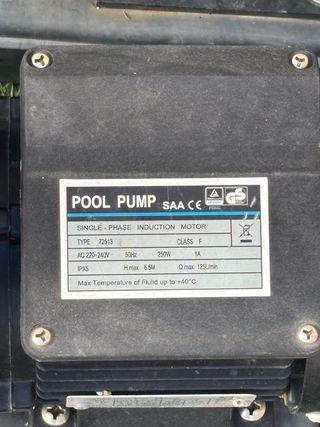 POOL PUMP SAA CE
SINGLE - PHASE INDUCTION MOTOR
TYPE 72513 CLASS F
AC 220~240V 50Hz 250W 1A
IPX5 H.max 6.5M Q.max 125L/min
Max Temperature of Fluiid up to +40°C